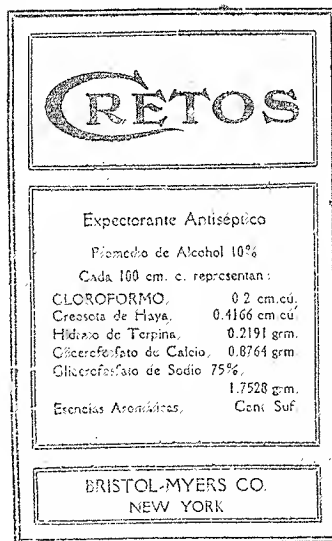 CRETOS
Expectorante Antiséptico
Promedio de Alcohol 10%
Cada 100 cm. c. representan:
CLOROFORMO, 0.2 cm.cú.
Creosota de Haya, 0.4166 cm.cú.
Hidrato de Terpina, 0.2191 grm.
Glicerofosfato de Calcio, 0.8764 grm.
Glicerofosfato de Sodio 75%,
1.7528 grm.
Esencias Aromáticas, Cant Suf.
BRISTOL-MYERS CO.
NEW YORK